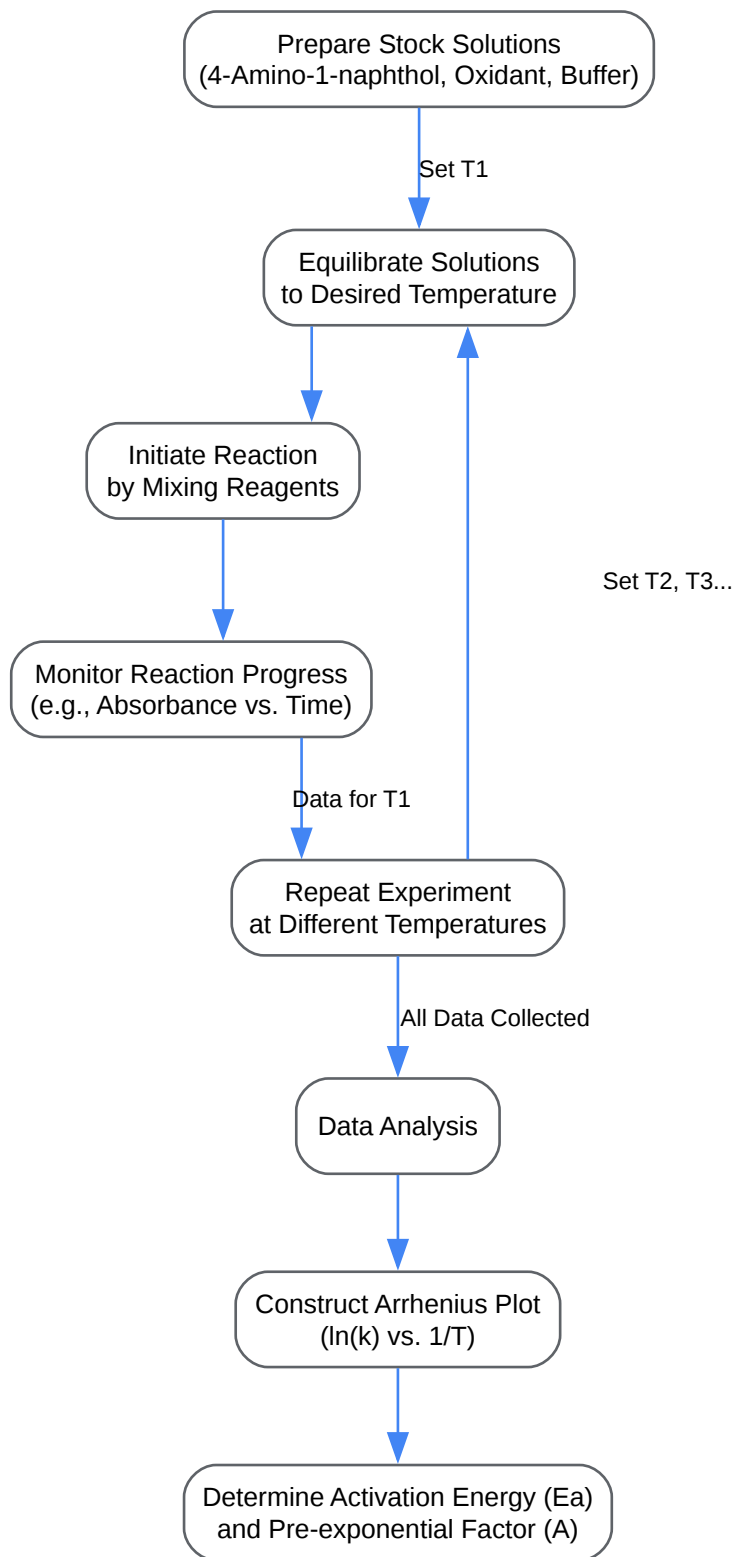 Prepare Stock Solutions
(4-Amino-1-naphthol, Oxidant, Buffer)
Set T1
Equilibrate Solutions
to Desired Temperature
Initiate Reaction
by Mixing Reagents
Set T2, T3...
Monitor Reaction Progress
(e.g., Absorbance vs. Time)
Data for T1
Repeat Experiment
at Different Temperatures
All Data Collected
Data Analysis
Construct Arrhenius Plot
(ln(k) vs. 1/T)
Determine Activation Energy (Ea)
and Pre-exponential Factor (A)